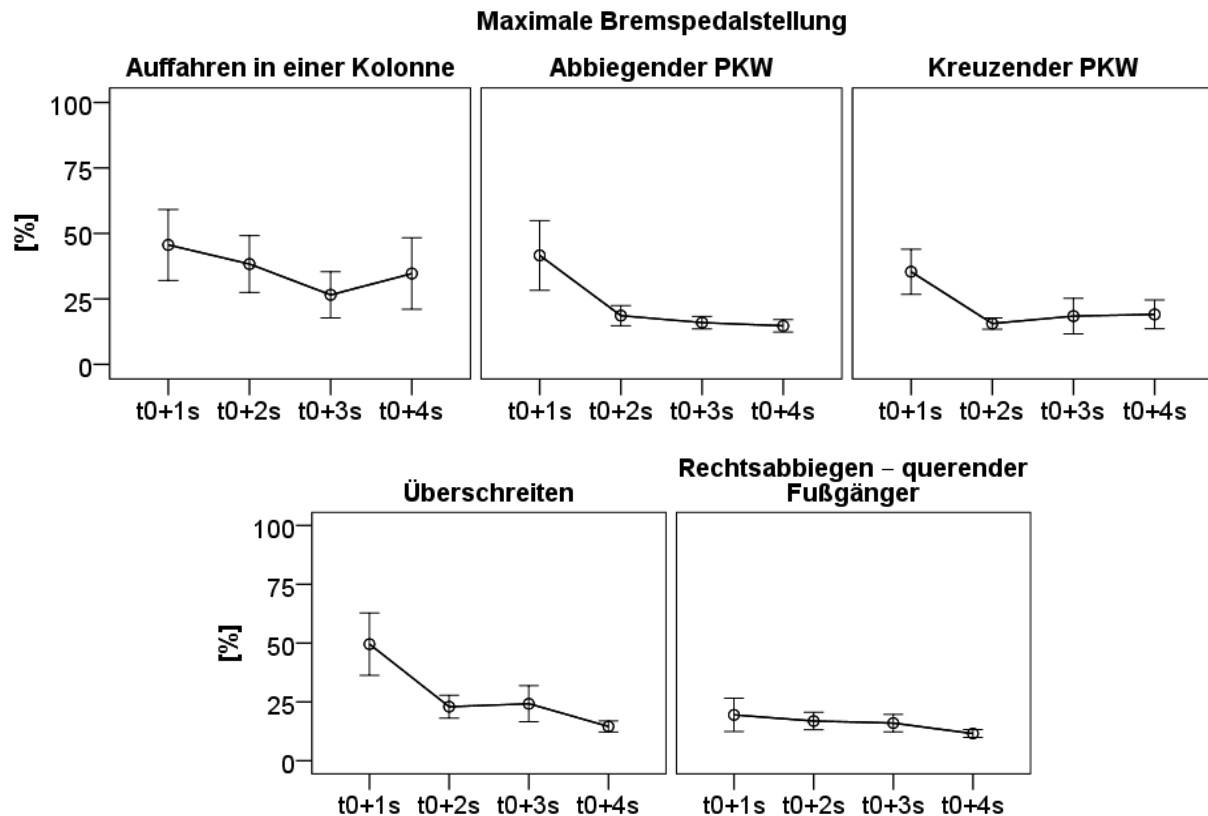 Maximale Bremspedalstellung
Auffahren in einer Kolonne
Abbiegender PKW
Kreuzender PKW
[%]
100
75
50
25
0
t0+1s t0+2s t0+3s t0+4s
t0+1s t0+2s t0+3s t0+4s
t0+1s t0+2s t0+3s t0+4s
Überschreiten
Rechtsabbiegen – querender
Fußgänger
[%]
100
75
50
25
0
t0+1s t0+2s t0+3s t0+4s
t0+1s t0+2s t0+3s t0+4s